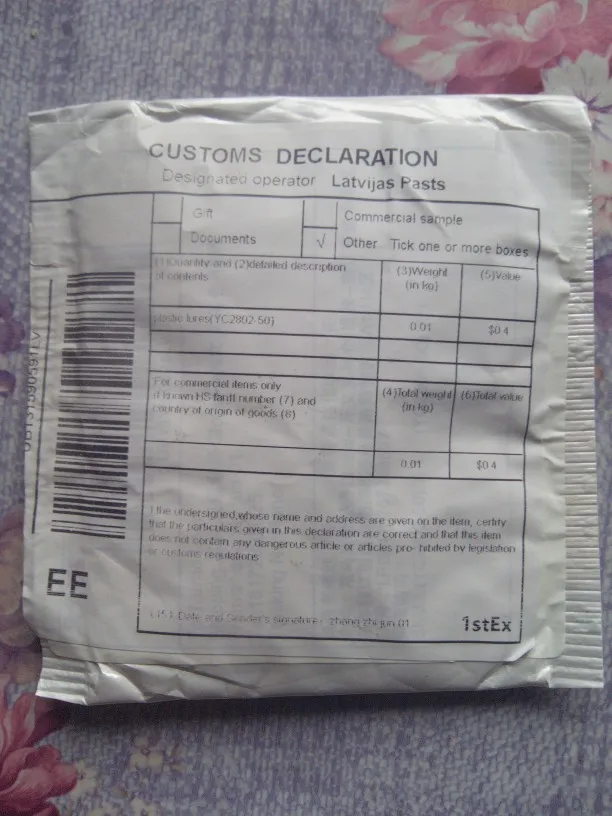 CUSTOMS DECLARATION
Designated operator Latvijas Pasts
Gift
Commercial sample
Documents
√ Other Tick one or more boxes
(1)Quantity and (2)detailed description
of contents
(3)Weight
(in kg)
(5)Value
plastic lures(YC2802-50)
0.01
$0.4
For commercial items only
if known HS tariff number (7) and
country of origin of goods (8)
(4)Total weight
(in kg)
(6)Total value
0.01
$0.4
I the undersigned,whose name and address are given on the item, certify
that the particulars given in this declaration are correct and that this item
does not contain any dangerous article or articles pro- hibited by legislation
or customs regulations
(15) Date and Sender's signature: zhang zhi jun 01
1stEx
EE